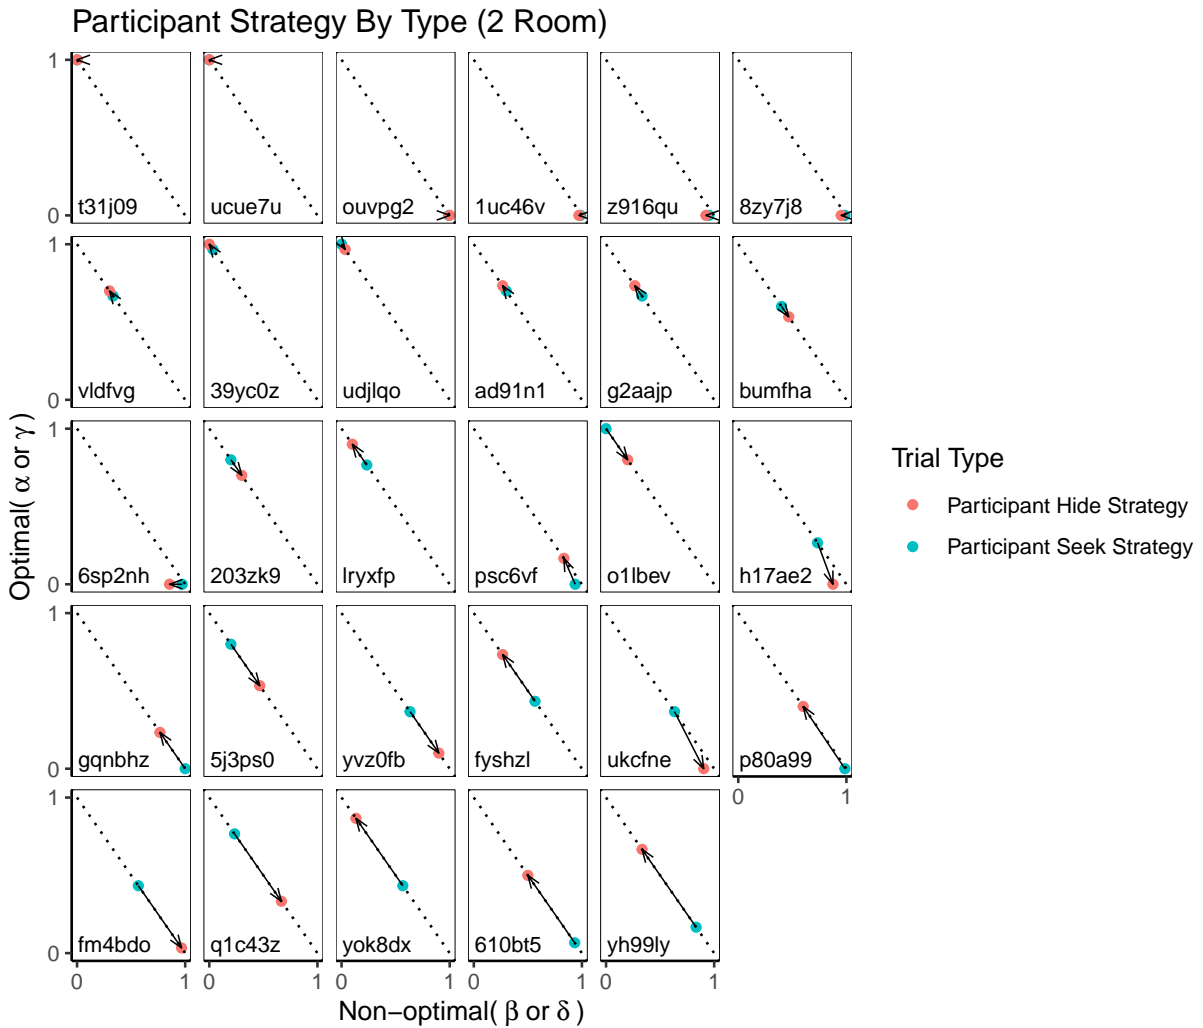 Participant Strategy By Type (2 Room)
1
0
t31j09
ucue7u
ouvpg2
1uc46v
z916qu
8zy7j8
1
0
vldfvg
39yc0z
udjlqo
ad91n1
g2aajp
bumfha
1
0
6sp2nh
203zk9
lryxfp
psc6vf
o1lbev
h17ae2
1
0
gqnbhz
5j3ps0
yvz0fb
fyshzl
ukcfne
p80a99
0 1
1
0
fm4bdo
q1c43z
yok8dx
610bt5
yh99ly
0 1
0 1
0 1
0 1
0 1
Non−optimal( β or δ )
Optimal( α or γ )
Trial Type
Participant Hide Strategy
Participant Seek Strategy